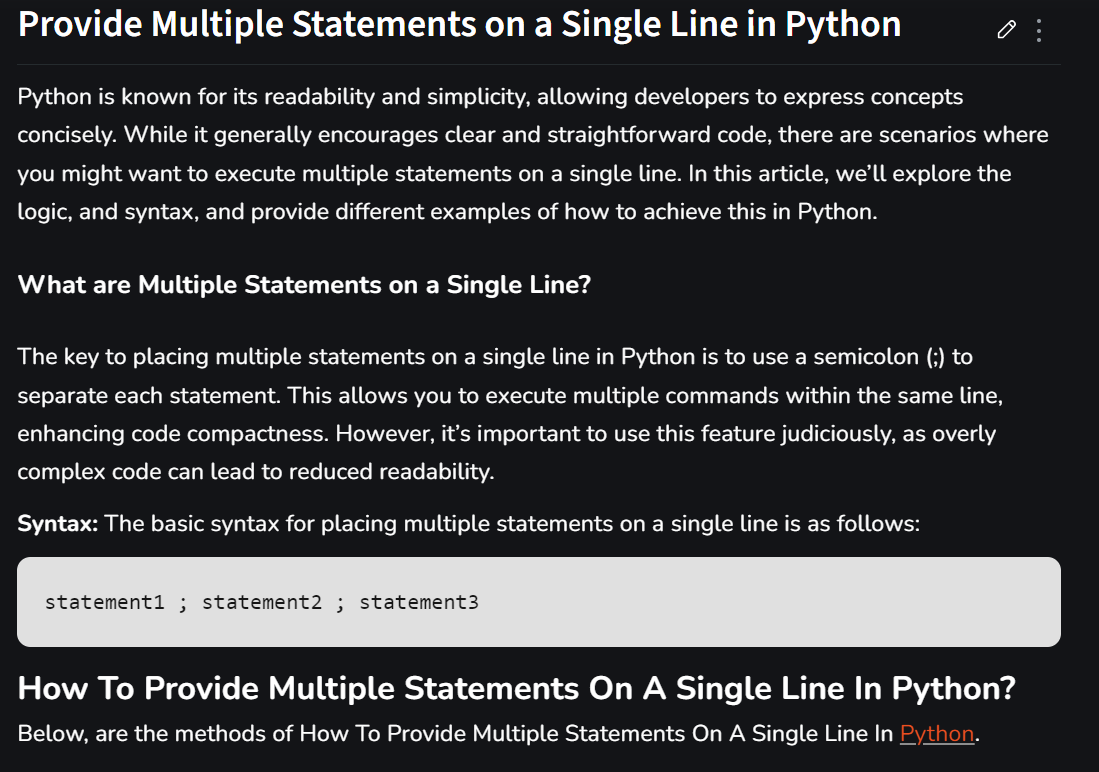 Provide Multiple Statements on a Single Line in Python
Python is known for its readability and simplicity, allowing developers to express concepts
concisely. While it generally encourages clear and straightforward code, there are scenarios where
you might want to execute multiple statements on a single line. In this article, we’ll explore the
logic, and syntax, and provide different examples of how to achieve this in Python.
What are Multiple Statements on a Single Line?
The key to placing multiple statements on a single line in Python is to use a semicolon (;) to
separate each statement. This allows you to execute multiple commands within the same line,
enhancing code compactness. However, it’s important to use this feature judiciously, as overly
complex code can lead to reduced readability.
Syntax: The basic syntax for placing multiple statements on a single line is as follows:
statement1 ; statement2 ; statement3
How To Provide Multiple Statements On A Single Line In Python?
Below, are the methods of How To Provide Multiple Statements On A Single Line In Python.